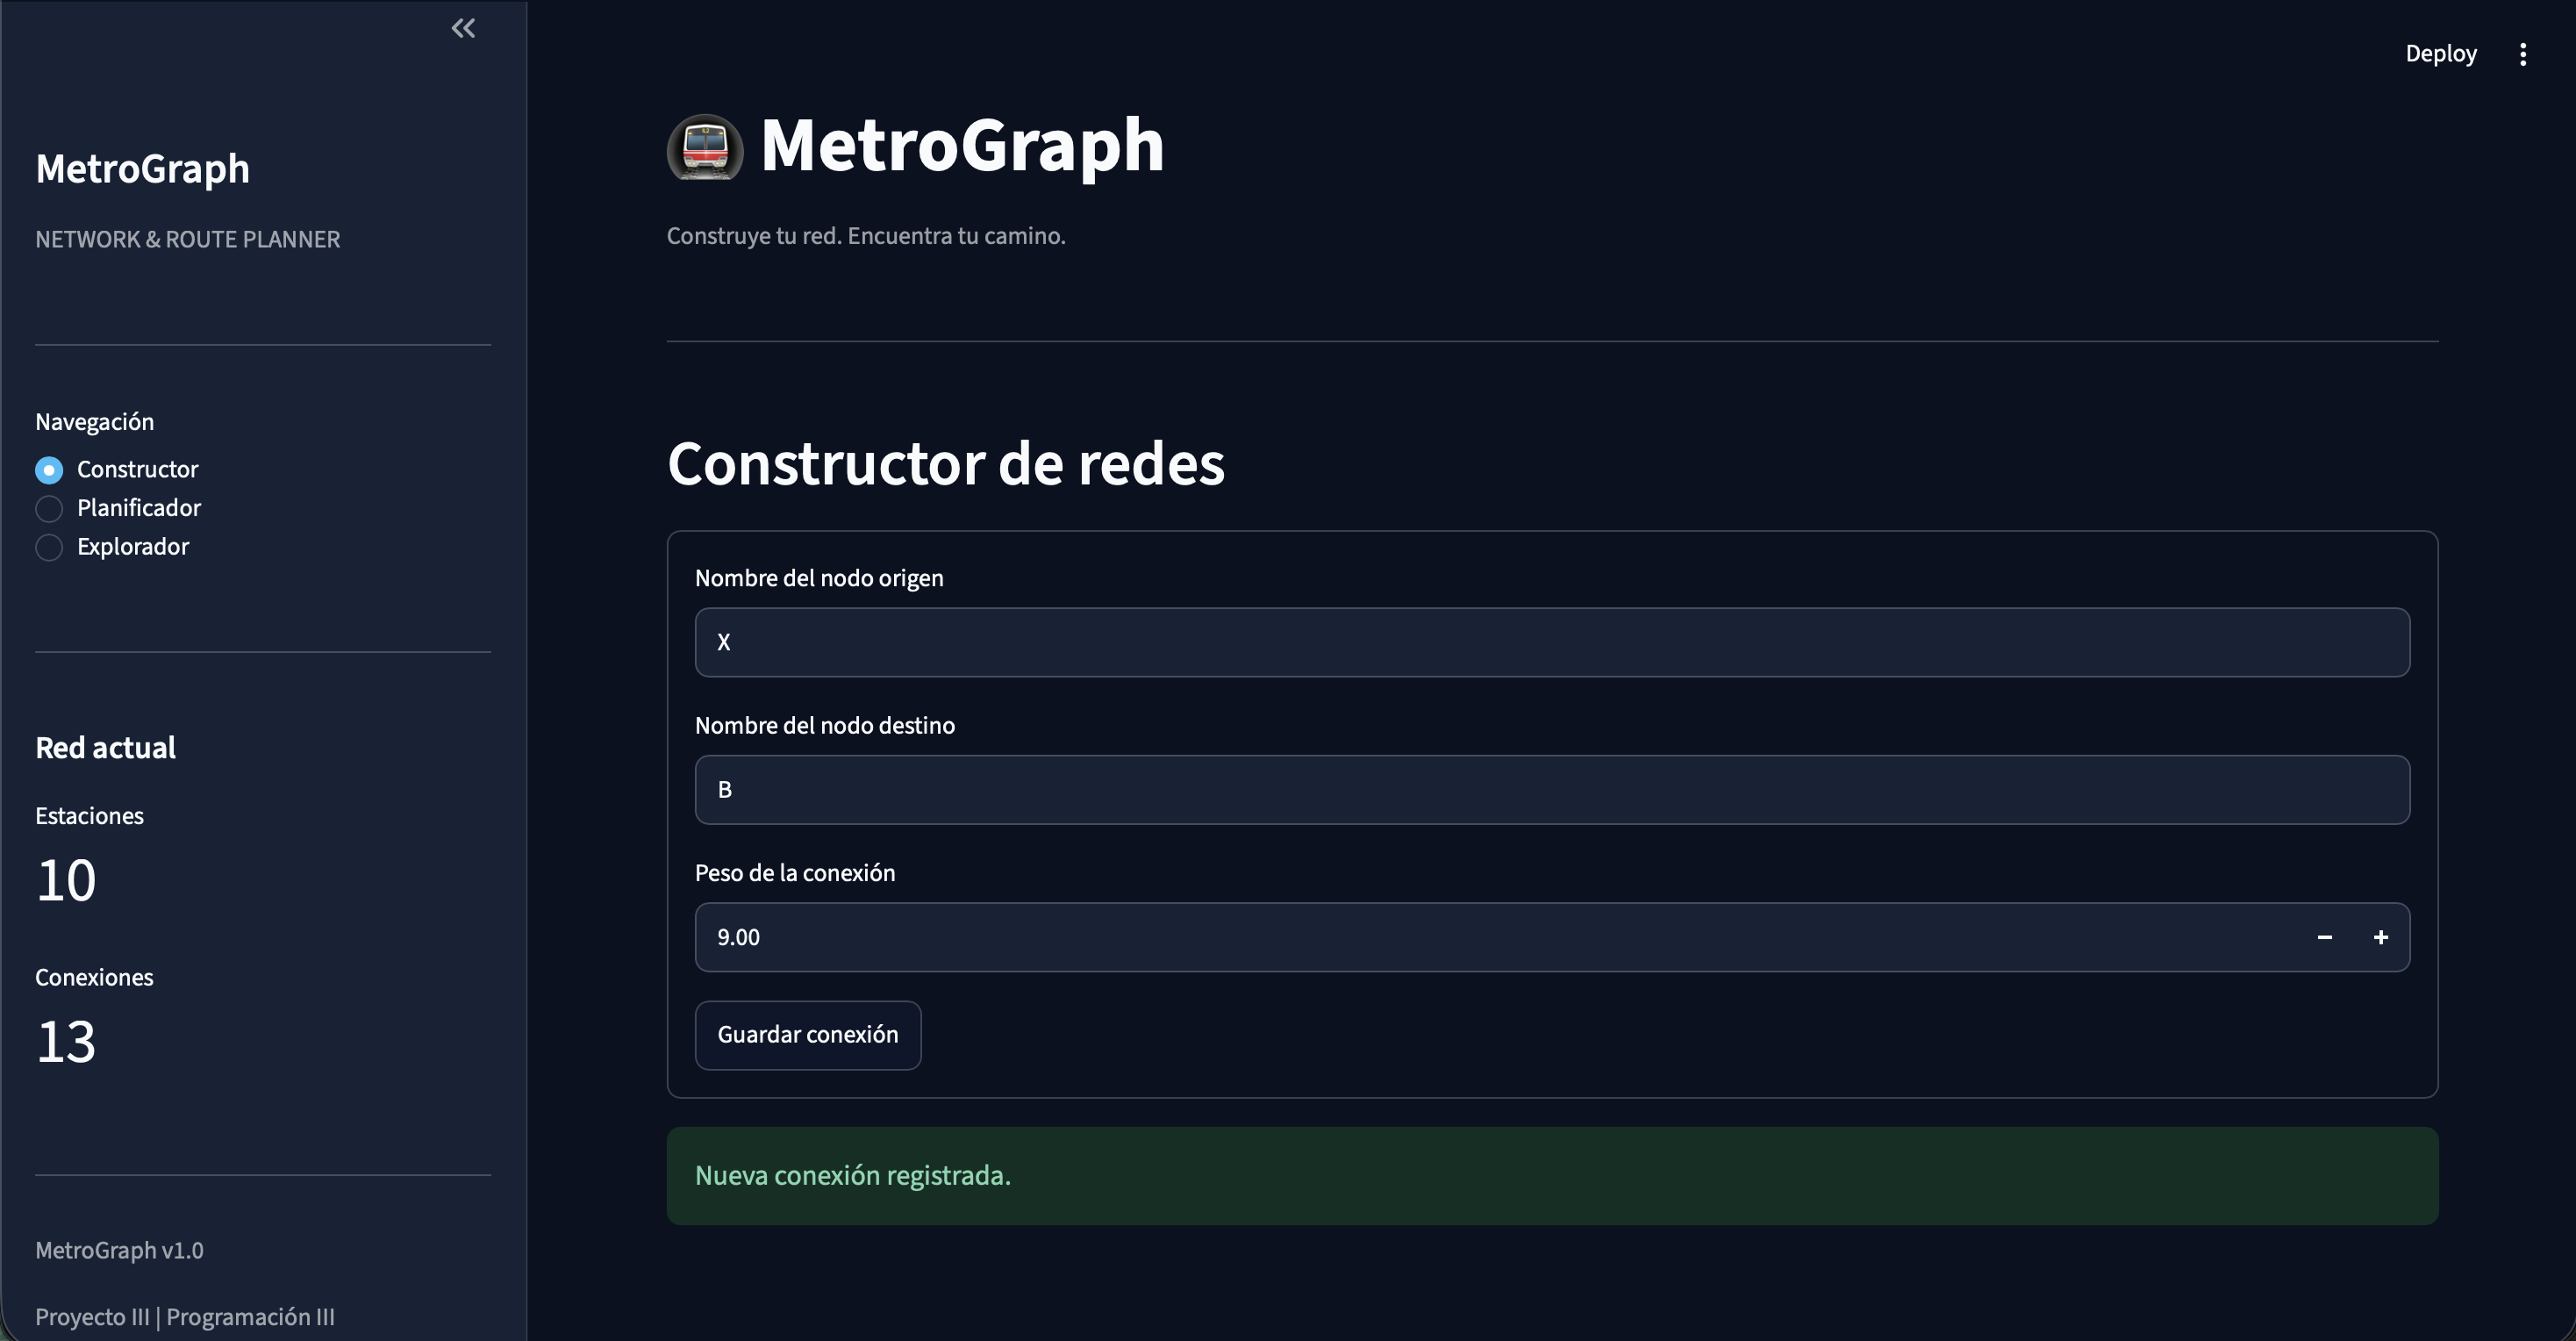 MetroGraph
NETWORK & ROUTE PLANNER
Navegación
Constructor
Planificador
Explorador
Red actual
Estaciones
10
Conexiones
13
MetroGraph v1.0
Proyecto III | Programación III
Deploy
MetroGraph
Construye tu red. Encuentra tu camino.
Constructor de redes
Nombre del nodo origen
X
Nombre del nodo destino
B
Peso de la conexión
9.00
Guardar conexión
Nueva conexión registrada.